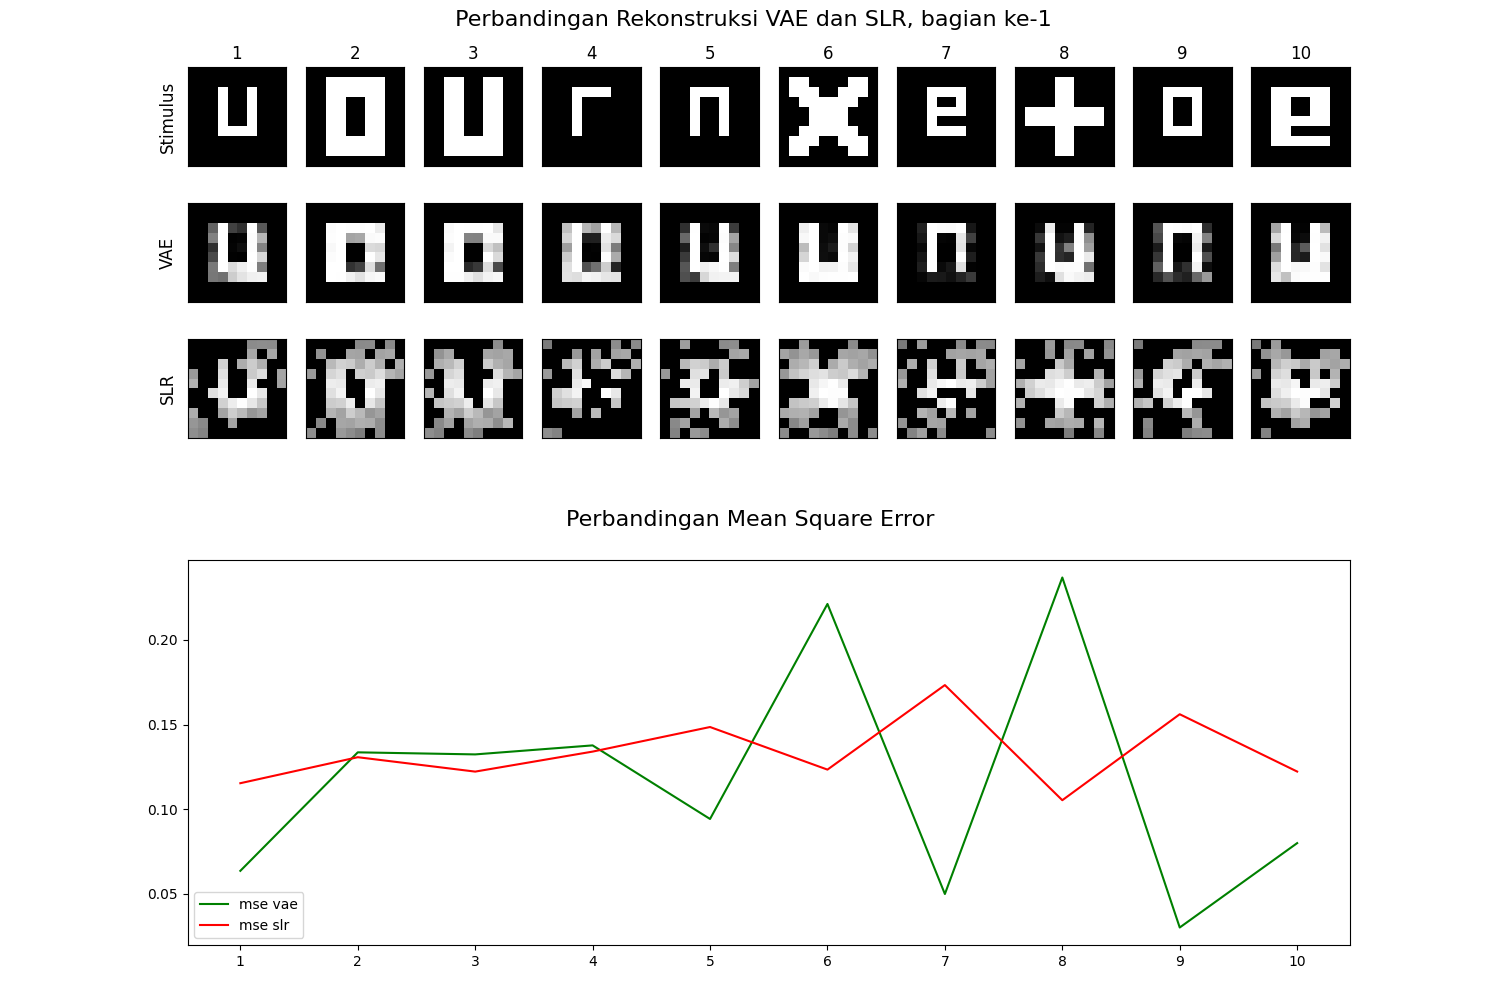 Perbandingan Rekonstruksi VAE dan SLR, bagian ke-1
1 2 3 4 5 6 7 8 9 10
Stimulus
u o u r n x e + o e
VAE
SLR
Perbandingan Mean Square Error
0.20
0.15
0.10
0.05
mse vae
mse slr
1 2 3 4 5 6 7 8 9 10